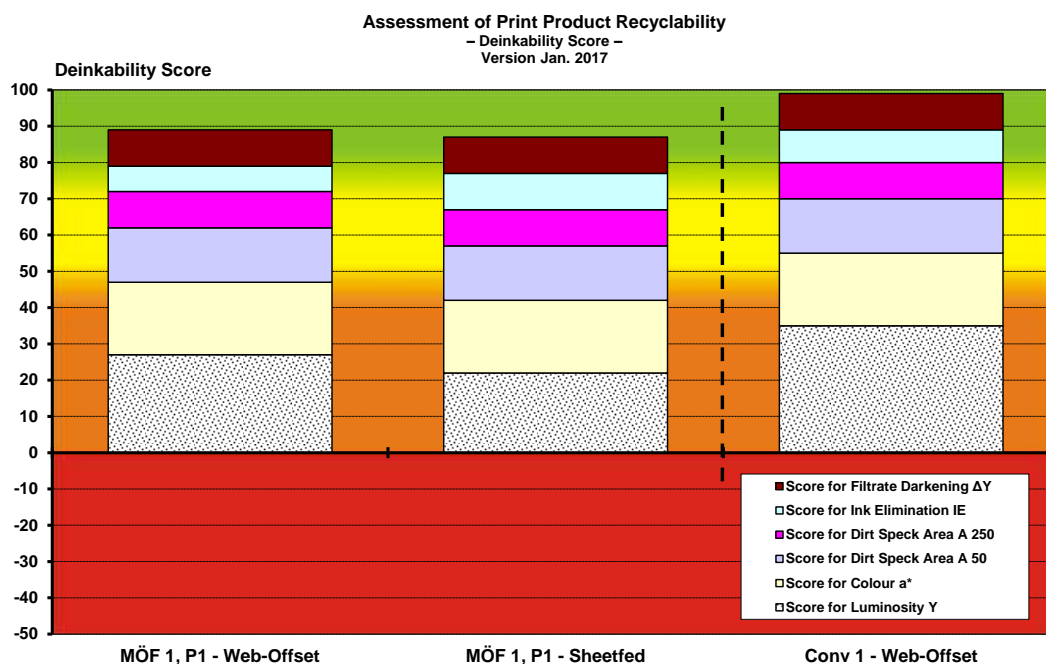 Assessment of Print Product Recyclability
– Deinkability Score –
Version Jan. 2017
Deinkability Score
100
90
80
70
60
50
40
30
20
10
0
-10
-20
-30
-40
-50
Score for Filtrate Darkening ΔY
Score for Ink Elimination IE
Score for Dirt Speck Area A 250
Score for Dirt Speck Area A 50
Score for Colour a*
Score for Luminosity Y
MÖF 1, P1 - Web-Offset
MÖF 1, P1 - Sheetfed
Conv 1 - Web-Offset